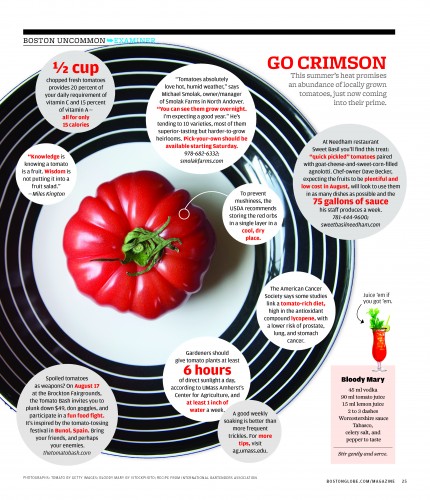 BOSTON UNCOMMON EXAMINER
GO CRIMSON
This summer's heat promises
an abundance of locally grown
tomatoes, just now coming
into their prime.
½ cup
chopped fresh tomatoes
provides 20 percent of
your daily requirement of
vitamin C and 15 percent
of vitamin A—
all for only
15 calories
"Tomatoes absolutely
love hot, humid weather," says
Michael Smolak, owner/manager
of Smolak Farms in North Andover.
"You can see them grow overnight.
I'm expecting a good year." He's
tending to 10 varieties, most of them
superior-tasting but harder-to-grow
heirlooms. Pick-your-own should be
available starting Saturday.
978-682-6332;
smolakfarms.com
At Needham restaurant
Sweet Basil you'll find this treat:
"quick pickled" tomatoes paired
with goat-cheese-and-sweet-corn-filled
agnolotti. Chef-owner Dave Becker,
expecting the fruits to be plentiful and
low cost in August, will look to use them
in as many dishes as possible and the
75 gallons of sauce
his staff produces a week.
781-444-9600;
sweetbasilneedham.com
"Knowledge is
knowing a tomato
is a fruit. Wisdom is
not putting it into a
fruit salad."
—Miles Kington
To prevent
mushiness, the
USDA recommends
storing the red orbs
in a single layer in a
cool, dry
place.
The American Cancer
Society says some studies
link a tomato-rich diet,
high in the antioxidant
compound lycopene, with
a lower risk of prostate,
lung, and stomach
cancer.
Juice 'em if
you got 'em.
Gardeners should
give tomato plants at least
6 hours
of direct sunlight a day,
according to UMass Amherst's
Center for Agriculture, and
at least 1 inch of
water a week.
A good weekly
soaking is better than
more frequent
trickles. For more
tips, visit
ag.umass.edu.
Spoiled tomatoes
as weapons? On August 17
at the Brockton Fairgrounds,
the Tomato Bash invites you to
plunk down $49, don goggles, and
participate in a fun food fight.
It's inspired by the tomato-tossing
festival in Bunol, Spain. Bring
your friends, and perhaps
your enemies.
thetomatobash.com
Bloody Mary
45 ml vodka
90 ml tomato juice
15 ml lemon juice
2 to 3 dashes
Worcestershire sauce
Tabasco,
celery salt, and
pepper to taste
Stir gently and serve.
BOSTONGLOBE.COM/MAGAZINE 25